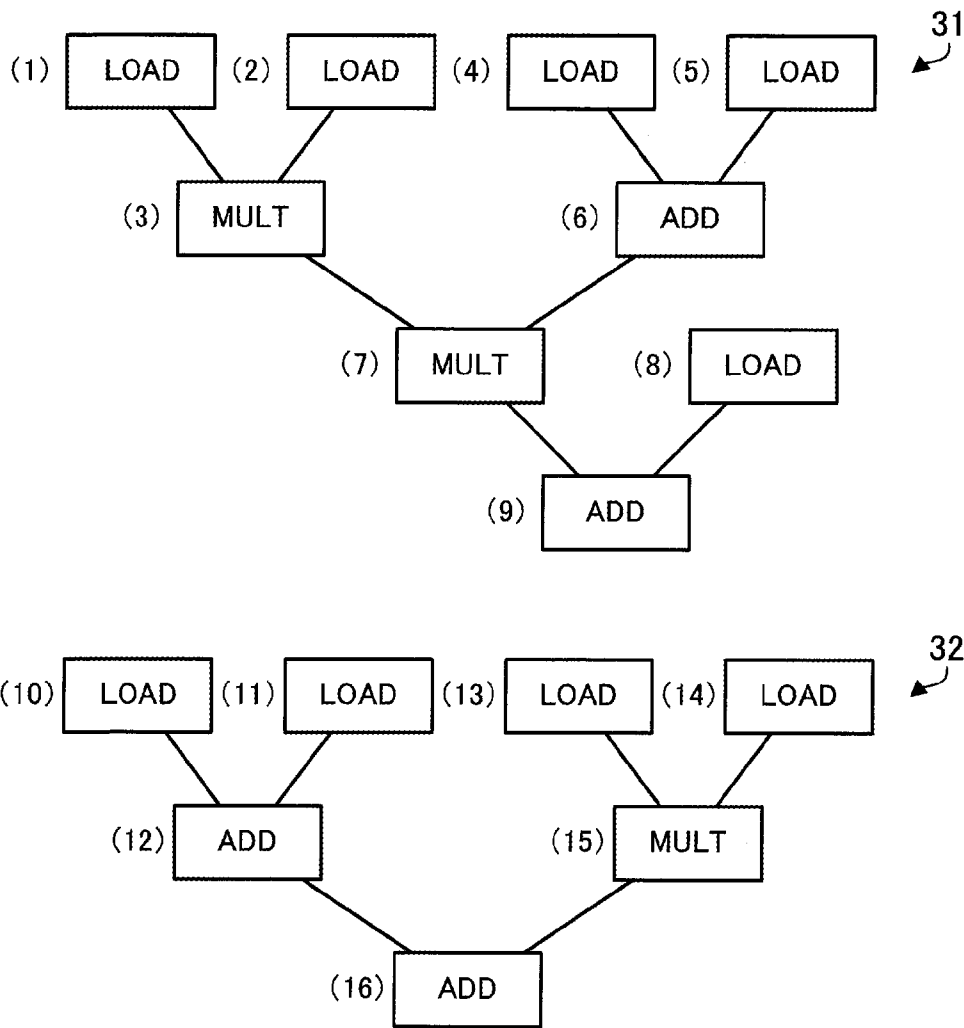 31
(1) LOAD (2) LOAD (4) LOAD (5) LOAD
(3) MULT (6) ADD
(7) MULT (8) LOAD
(9) ADD
32
(10) LOAD (11) LOAD (13) LOAD (14) LOAD
(12) ADD (15) MULT
(16) ADD